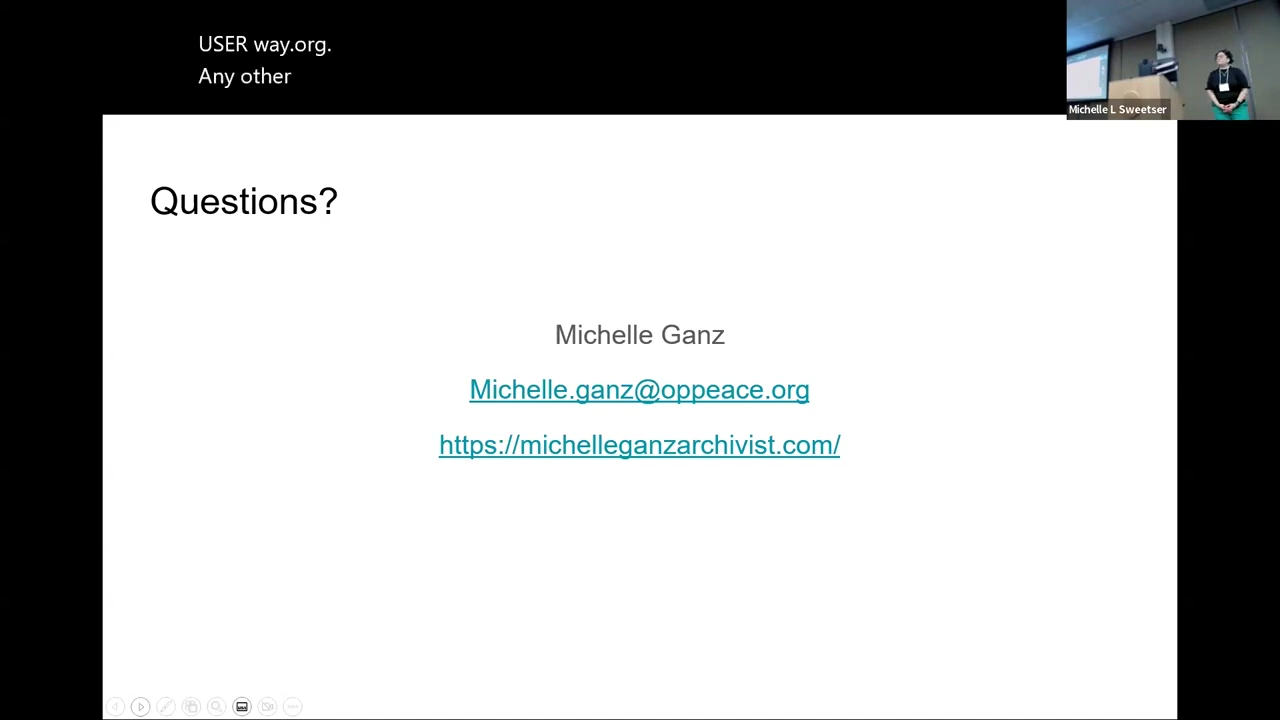 USER way.org.
Any other
Michelle L Sweetser
Questions?
Michelle Ganz
Michelle.ganz@oppeace.org
https://michelleganzarchivist.com/